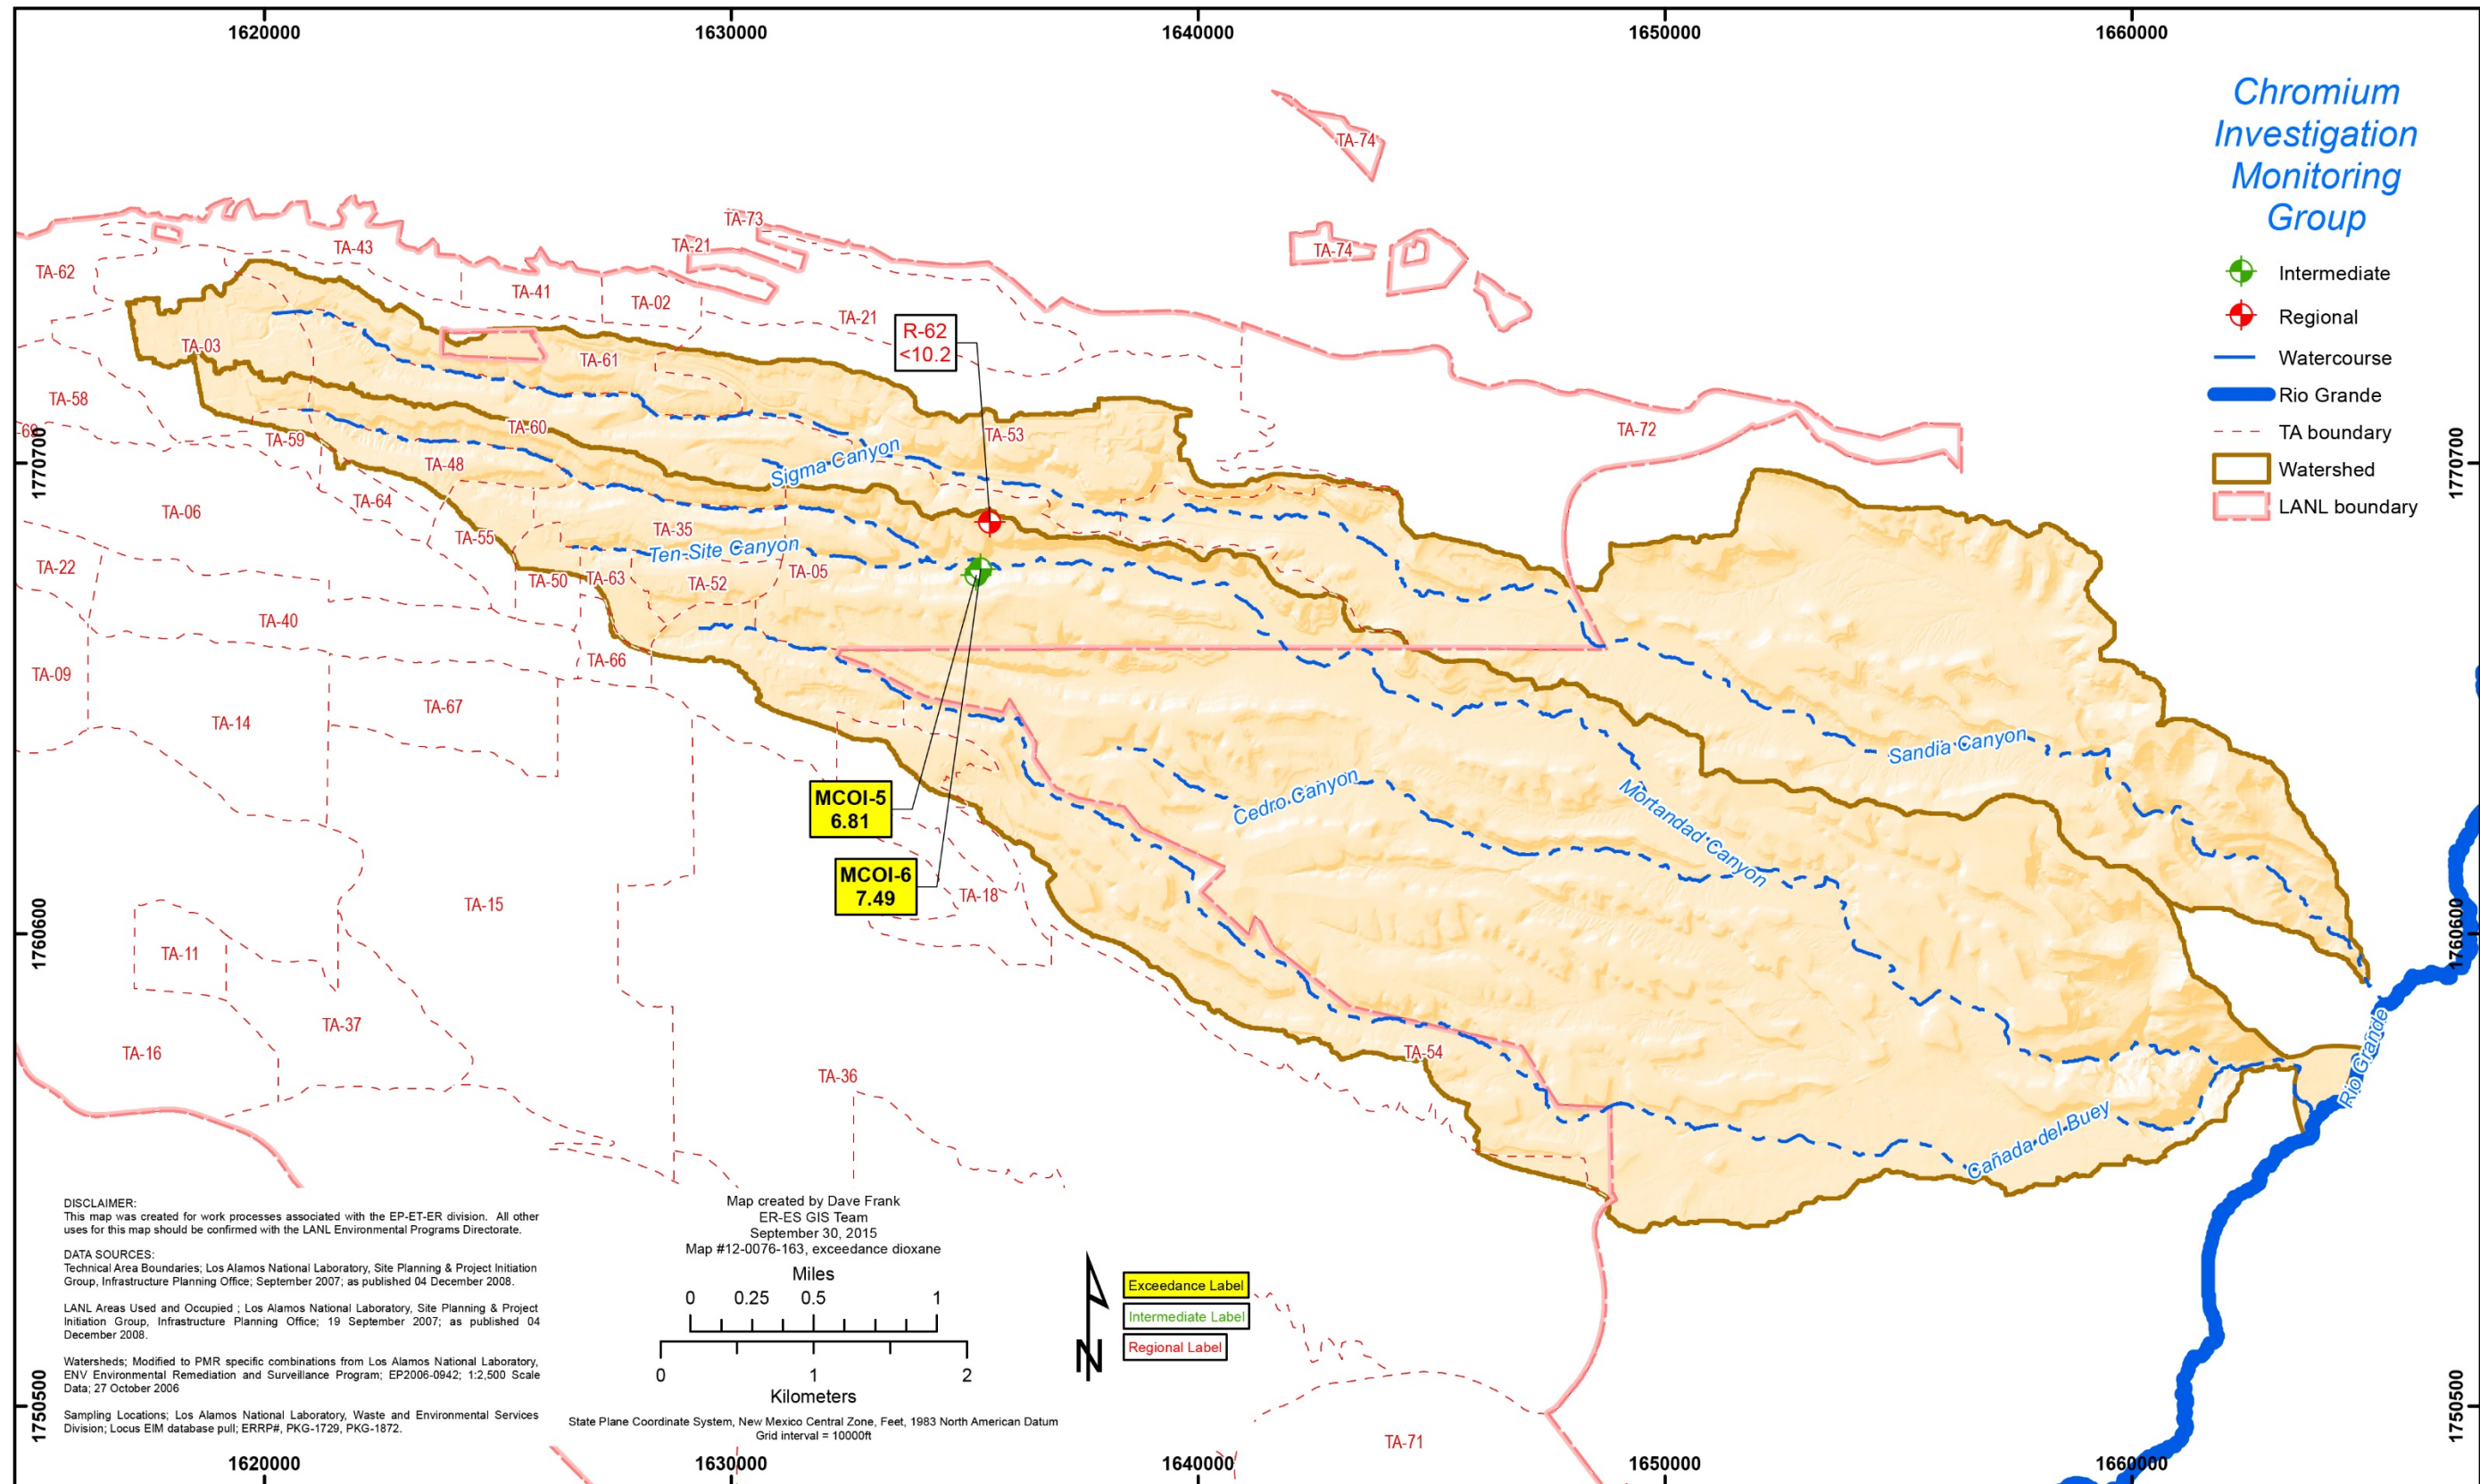 1620000
1630000
1640000
1650000
1660000
Chromium
Investigation
Monitoring
Group
Intermediate
Regional
Watercourse
Rio Grande
TA boundary
Watershed
LANL boundary
TA-74
TA-74
TA-73
TA-21
TA-43
TA-62
TA-41
TA-02
TA-21
R-62
<10.2
TA-03
TA-61
TA-58
TA-60
TA-53
TA-72
TA-59
TA-48
Sigma Canyon
1770700
1770700
TA-64
TA-06
TA-35
TA-55
Ten-Site Canyon
TA-22
TA-50
TA-63
TA-52
TA-05
TA-40
TA-66
TA-09
TA-67
TA-14
Sandia Canyon
Cedro Canyon
Mortandad Canyon
MCOI-5
6.81
MCOI-6
7.49
TA-18
TA-15
1760600
1760600
TA-11
TA-37
TA-16
TA-54
TA-36
Rio Grande
Cañada del Buey
DISCLAIMER:
This map was created for work processes associated with the EP-ET-ER division. All other
uses for this map should be confirmed with the LANL Environmental Programs Directorate.
DATA SOURCES:
Technical Area Boundaries; Los Alamos National Laboratory, Site Planning & Project Initiation
Group, Infrastructure Planning Office; September 2007; as published 04 December 2008.
LANL Areas Used and Occupied ; Los Alamos National Laboratory, Site Planning & Project
Initiation Group, Infrastructure Planning Office; 19 September 2007; as published 04
December 2008.
Watersheds; Modified to PMR specific combinations from Los Alamos National Laboratory,
ENV Environmental Remediation and Surveillance Program; EP2006-0942; 1:2,500 Scale
Data; 27 October 2006
Sampling Locations; Los Alamos National Laboratory, Waste and Environmental Services
Division; Locus EIM database pull; ERRP#, PKG-1729, PKG-1872.
Map created by Dave Frank
ER-ES GIS Team
September 30, 2015
Map #12-0076-163, exceedance dioxane
Miles
0 0.25 0.5 1
0 1 2
Kilometers
State Plane Coordinate System, New Mexico Central Zone, Feet, 1983 North American Datum
Grid interval = 10000ft
N
Exceedance Label
Intermediate Label
Regional Label
1750500
1750500
TA-71
1620000
1630000
1640000
1650000
1660000